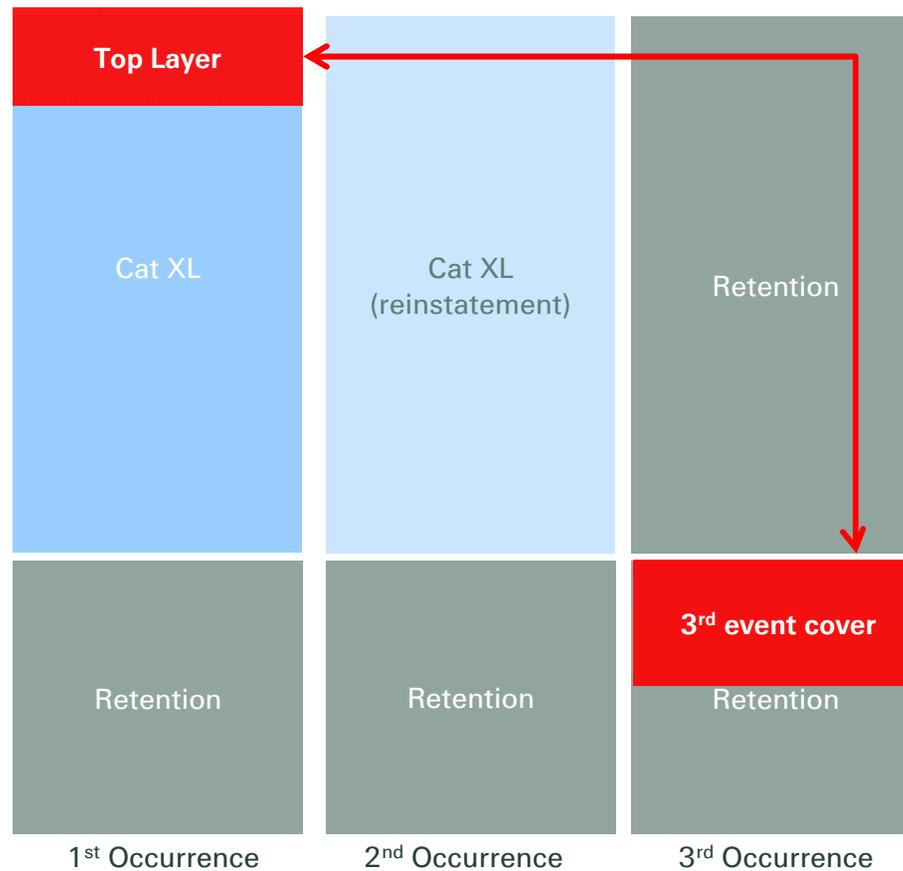 Top Layer
Cat XL
Cat XL
(reinstatement)
Retention
3rd event cover
Retention
Retention
Retention
1st Occurrence
2nd Occurrence
3rd Occurrence